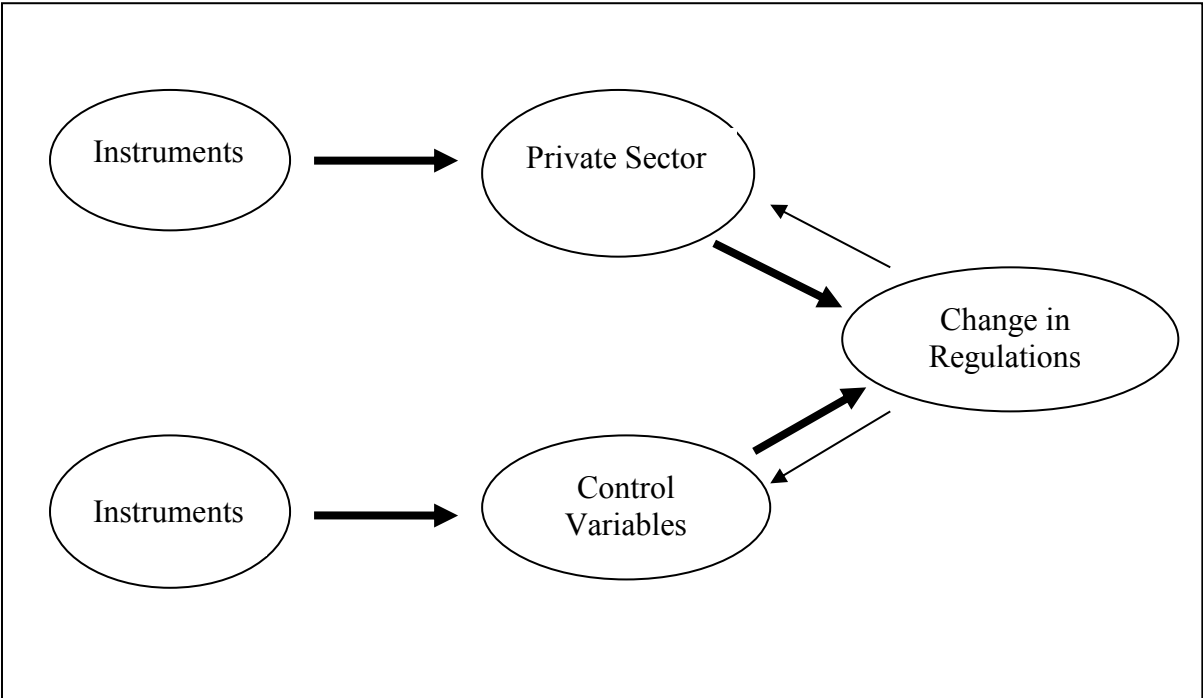 Instruments
Private Sector
Change in
Regulations
Instruments
Control
Variables